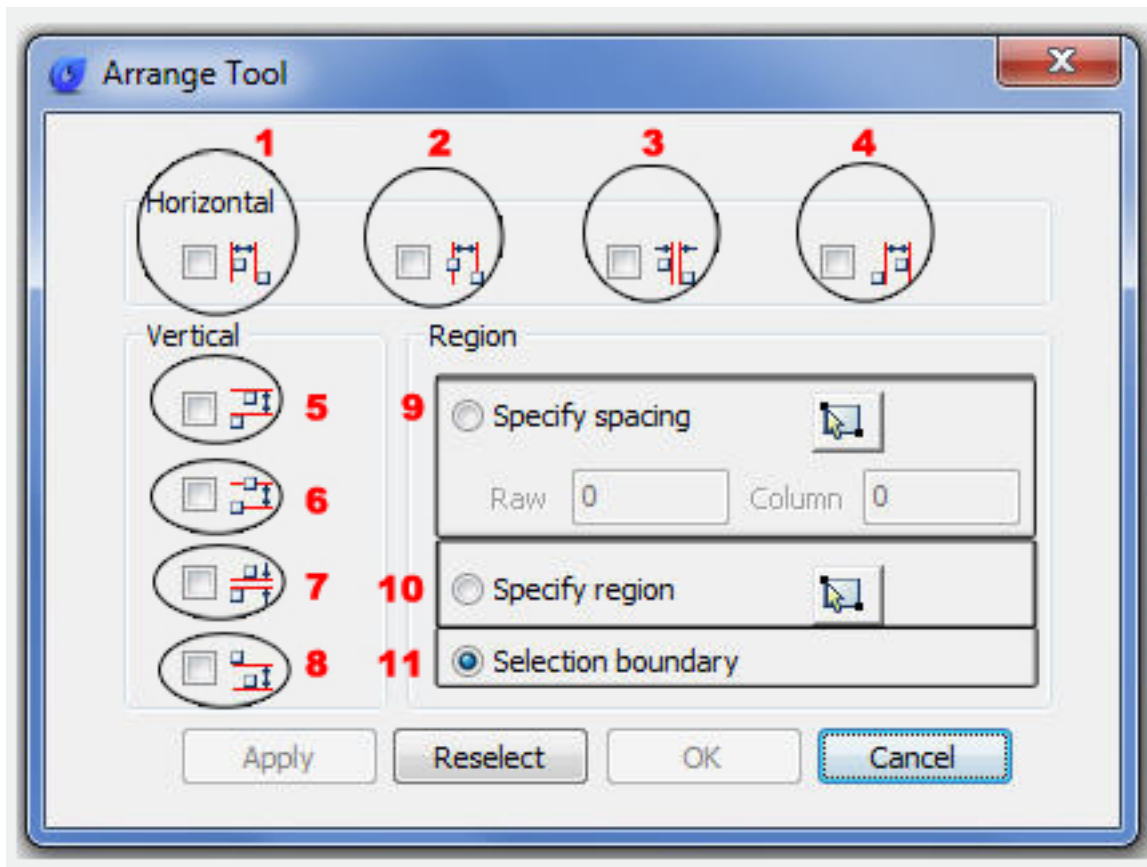 Arrange Tool
1 2 3 4
Horizontal
Vertical
Region
5
9 Specify spacing
6
Raw 0 Column 0
7
10 Specify region
8
11 Selection boundary
Apply Reselect OK Cancel